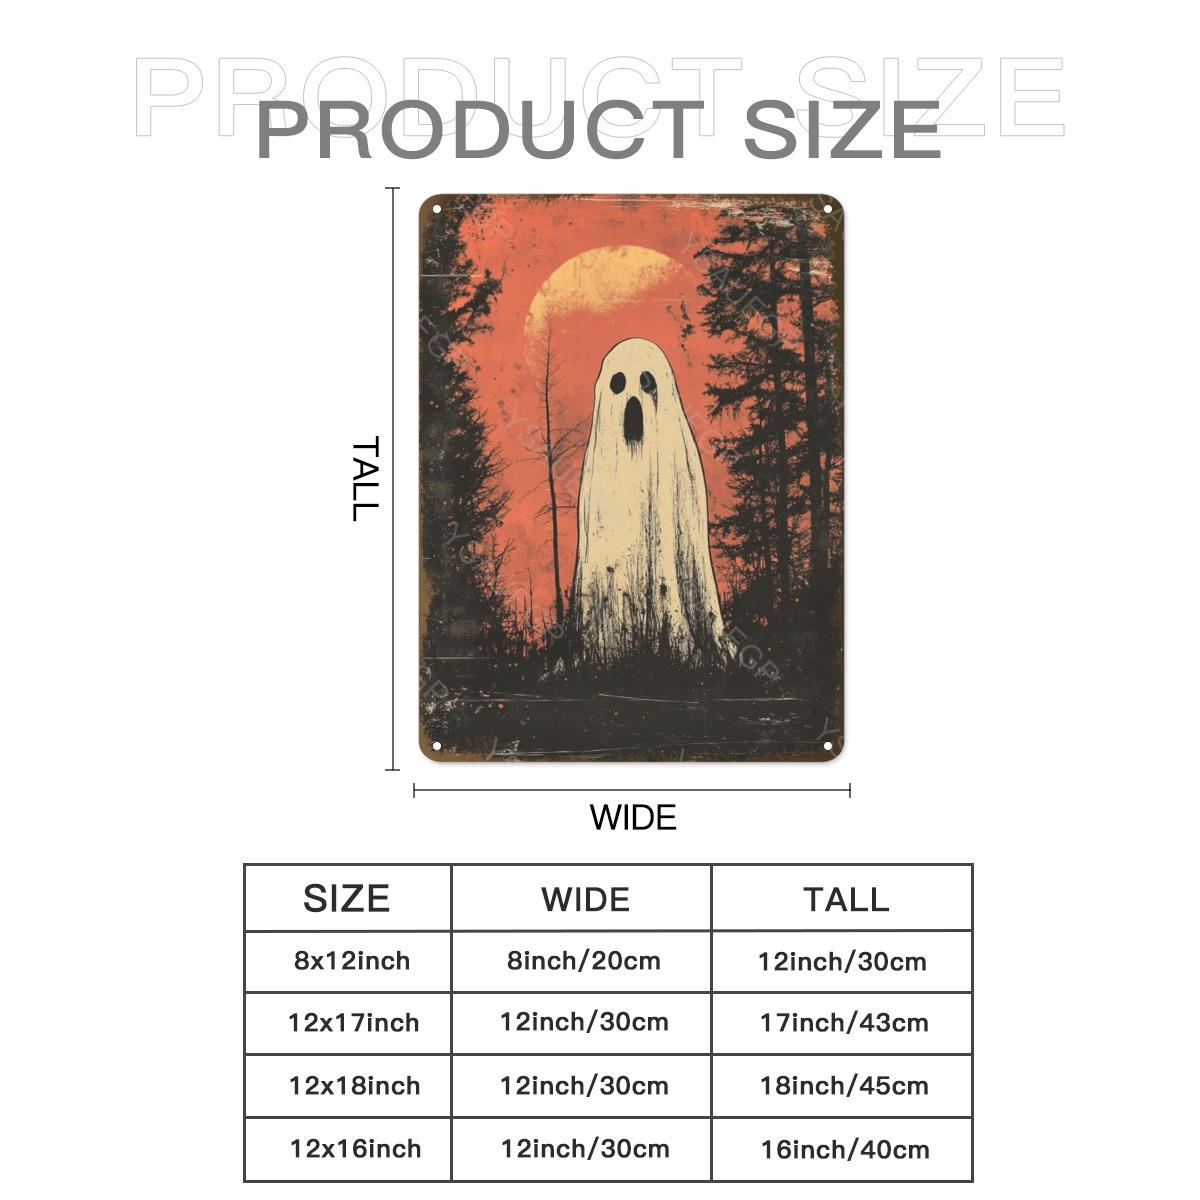 PRODUCT SIZE
PRODUCT SIZE
TALL
WIDE
SIZE WIDE TALL
8x12inch 8inch/20cm 12inch/30cm
12x17inch 12inch/30cm 17inch/43cm
12x18inch 12inch/30cm 18inch/45cm
12x16inch 12inch/30cm 16inch/40cm